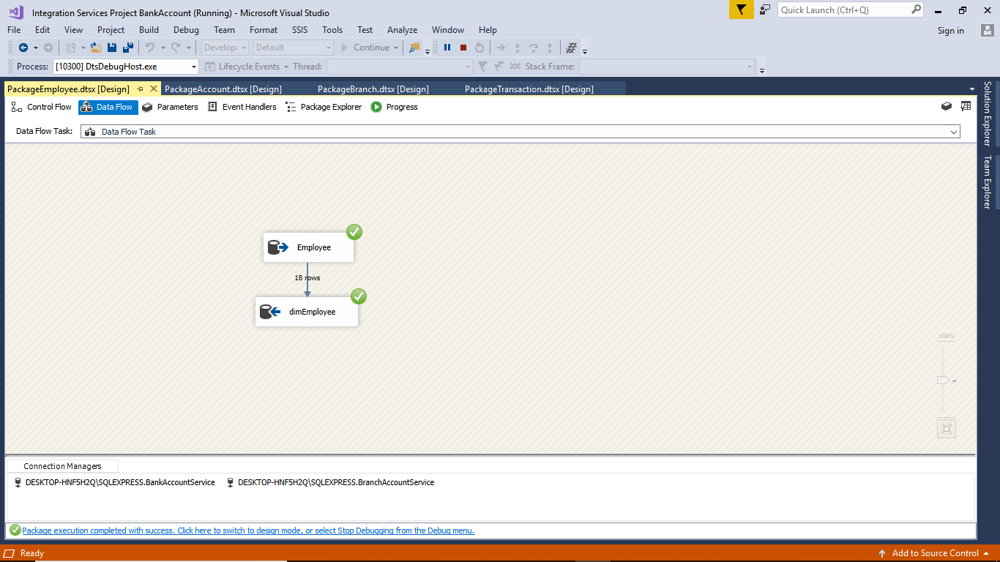 Integration Services Project BankAccount (Running) - Microsoft Visual Studio
Quick Launch (Ctrl+Q)
File Edit View Project Build Debug Team Format SSIS Tools Test Analyze Window Help
Sign in
Develop Default Continue
Process: [10300] DtsDebugHost.exe Lifecycle Events Thread: Stack Frame:
PackageEmployee.dtsx [Design] PackageAccount.dtsx [Design] PackageBranch.dtsx [Design] PackageTransaction.dtsx [Design]
Control Flow Data Flow Parameters Event Handlers Package Explorer Progress
Data Flow Task: Data Flow Task
Solution Explorer
Team Explorer
Employee
18 rows
dimEmployee
100%
Connection Managers
DESKTOP-HNF5H2Q\SQLEXPRESS.BankAccountService DESKTOP-HNF5H2Q\SQLEXPRESS.BranchAccountService
Package execution completed with success. Click here to switch to design mode, or select Stop Debugging from the Debug menu.
Ready
Add to Source Control